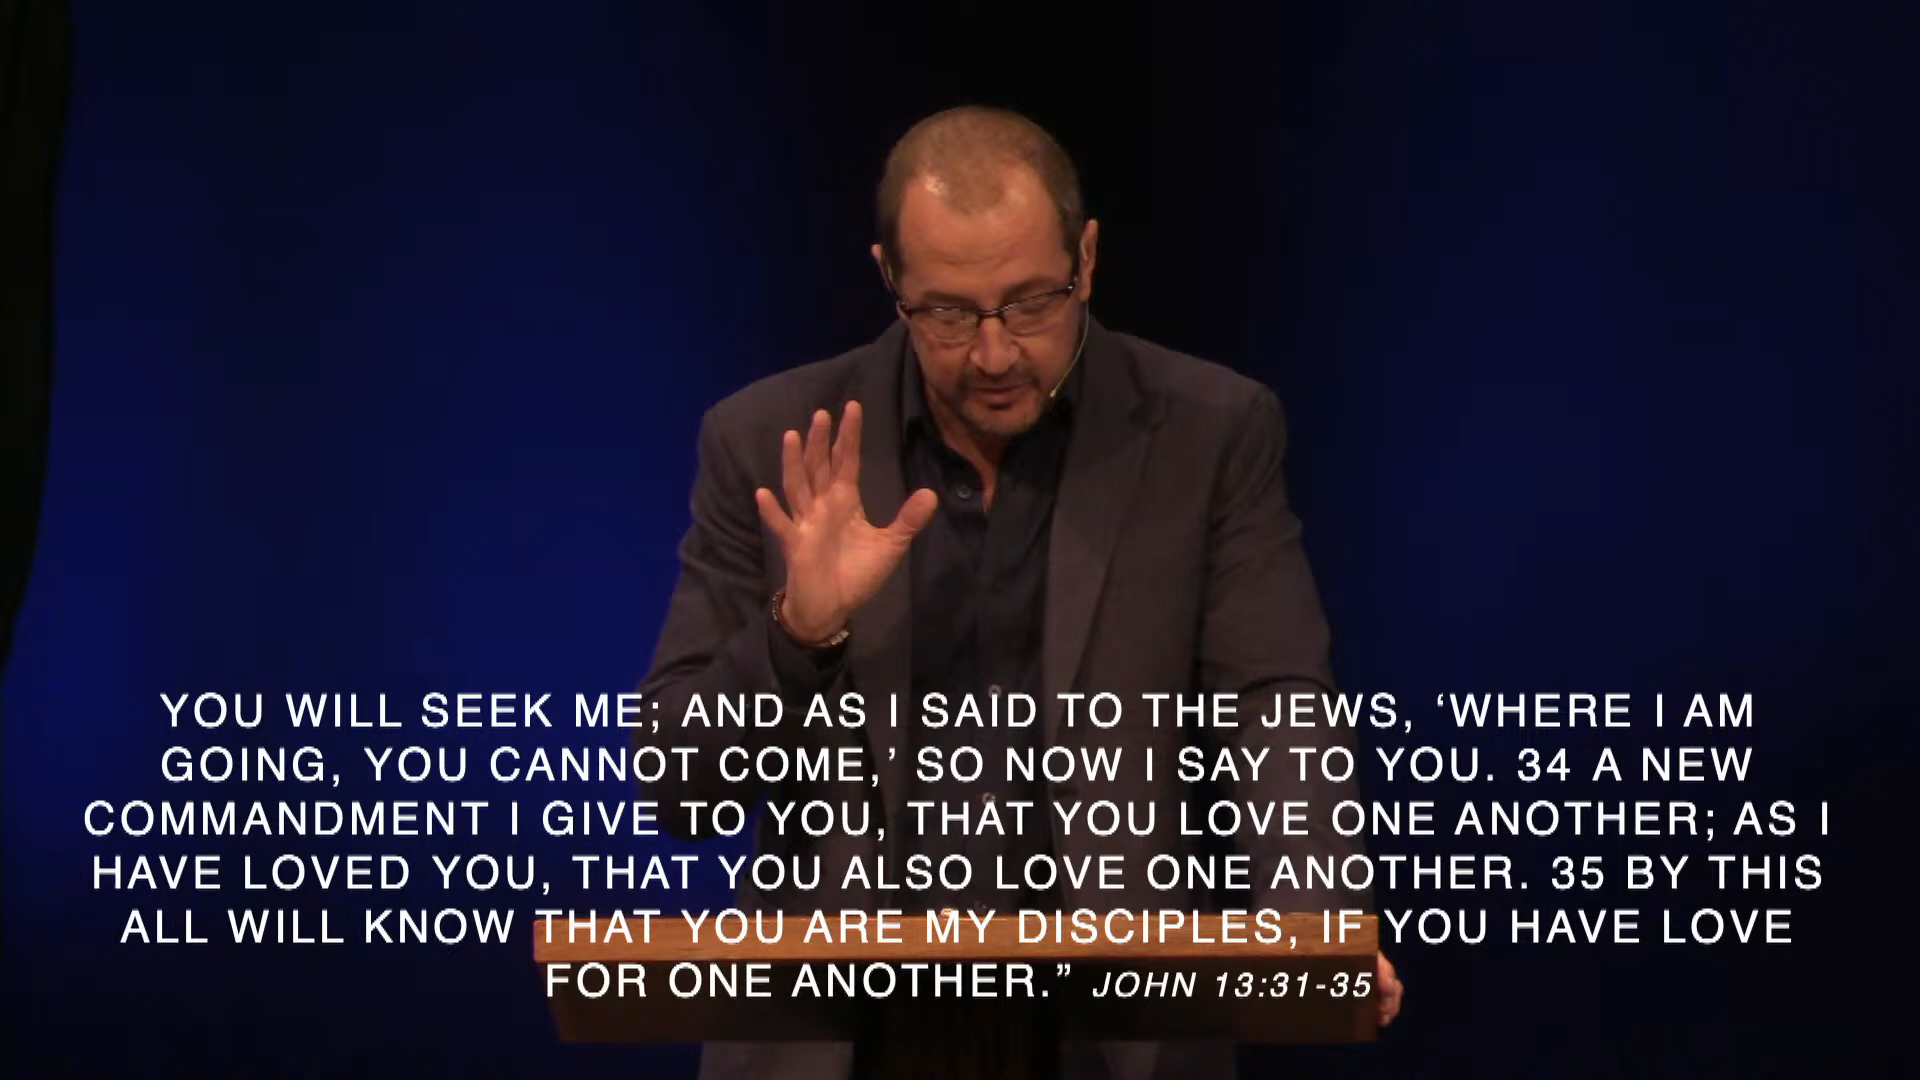 YOU WILL SEEK ME; AND AS I SAID TO THE JEWS, ‘WHERE I AM
GOING, YOU CANNOT COME,’ SO NOW I SAY TO YOU. 34 A NEW
COMMANDMENT I GIVE TO YOU, THAT YOU LOVE ONE ANOTHER; AS I
HAVE LOVED YOU, THAT YOU ALSO LOVE ONE ANOTHER. 35 BY THIS
ALL WILL KNOW THAT YOU ARE MY DISCIPLES, IF YOU HAVE LOVE
FOR ONE ANOTHER.” JOHN 13:31-35